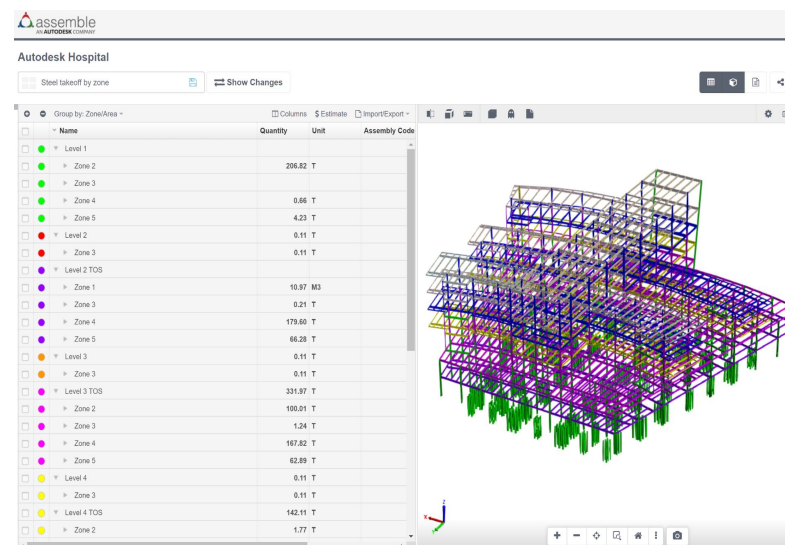 assemble
AN AUTODESK COMPANY
Autodesk Hospital
Steel takeoff by zone
Show Changes
Group by: Zone/Area
Columns $ Estimate Import/Export
Name Quantity Unit Assembly Code
Level 1
Zone 2 206.82 T
Zone 3
Zone 4 0.66 T
Zone 5 4.23 T
Level 2 0.11 T
Zone 3 0.11 T
Level 2 TOS
Zone 1 10.97 M3
Zone 3 0.21 T
Zone 4 179.60 T
Zone 5 66.28 T
Level 3 0.11 T
Zone 3 0.11 T
Level 3 TOS 331.97 T
Zone 2 100.01 T
Zone 3 1.24 T
Zone 4 167.82 T
Zone 5 62.89 T
Level 4 0.11 T
Zone 3 0.11 T
Level 4 TOS 142.11 T
Zone 2 1.77 T
Z
X
Y